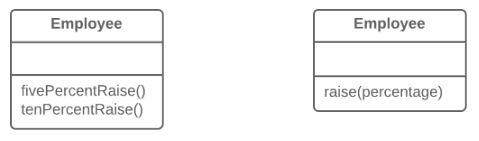 Employee
fivePercentRaise()
tenPercentRaise()
Employee
raise(percentage)